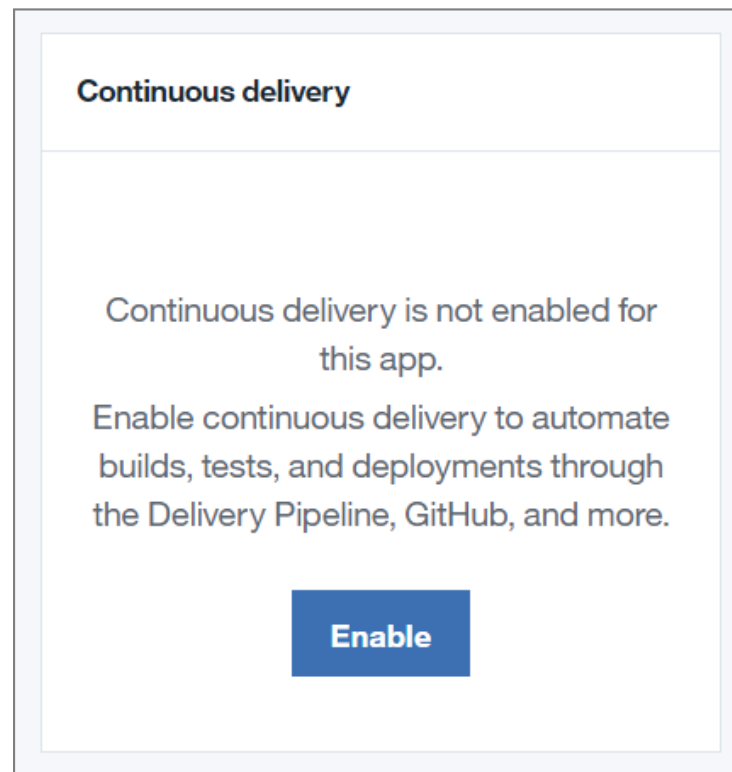 Continuous delivery
Continuous delivery is not enabled for
this app.
Enable continuous delivery to automate
builds, tests, and deployments through
the Delivery Pipeline, GitHub, and more.
Enable